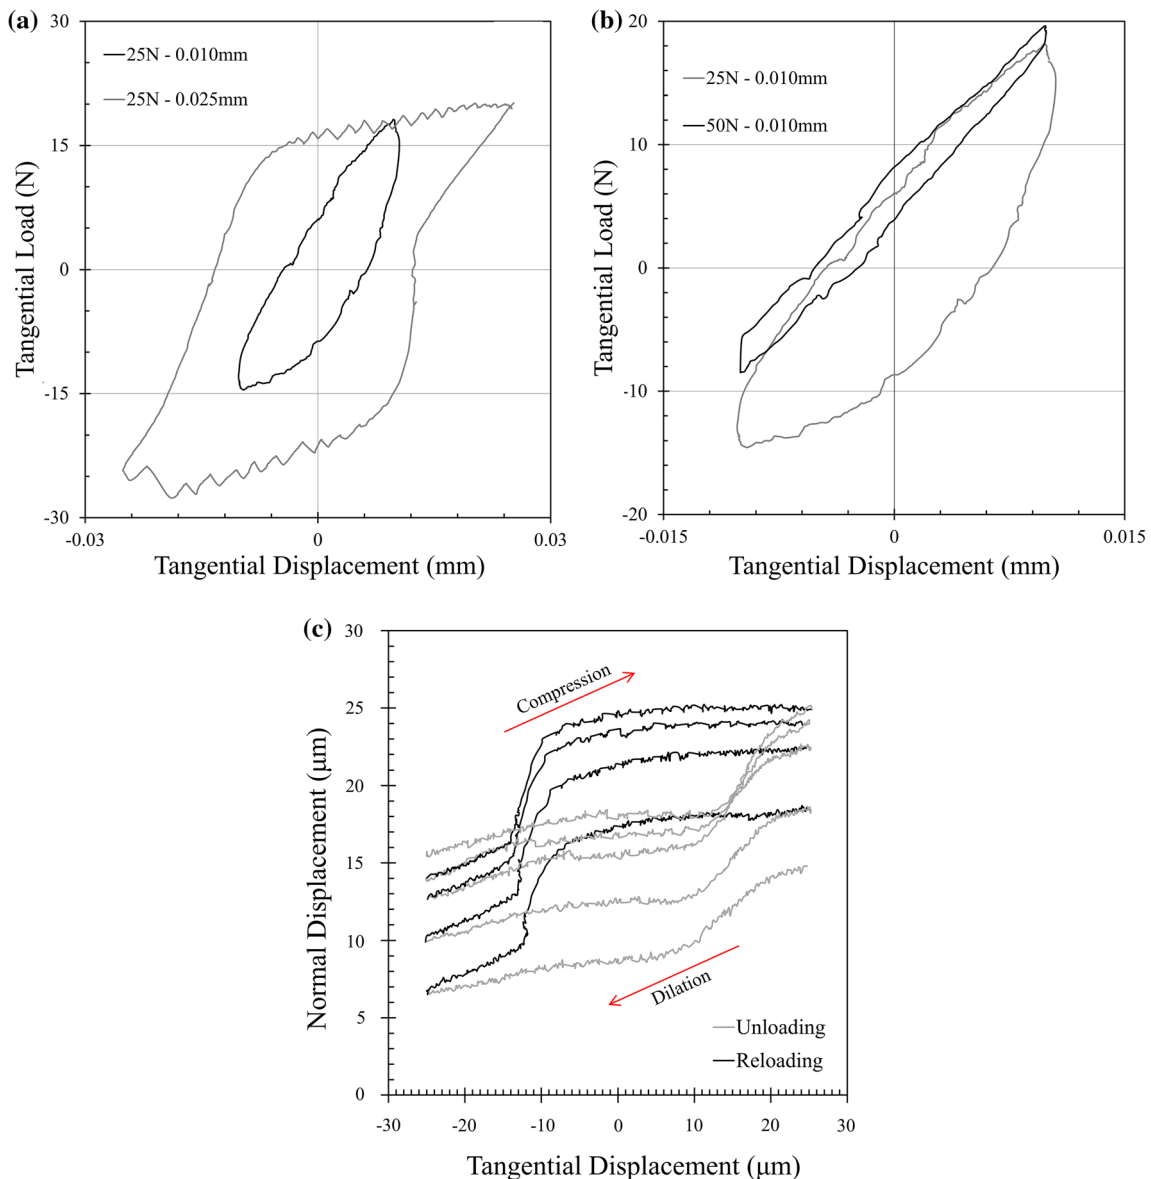 (a)
30
15
0
-15
-30
25N - 0.010mm
25N - 0.025mm
Tangential Load (N)
-0.03
0
0.03
Tangential Displacement (mm)
(b)
20
10
0
-10
-20
25N - 0.010mm
50N - 0.010mm
Tangential Load (N)
-0.015
0
0.015
Tangential Displacement (mm)
(c)
30
25
20
15
10
5
0
Normal Displacement (μm)
Compression
Dilation
Unloading
Reloading
-30
-20
-10
0
10
20
30
Tangential Displacement (μm)